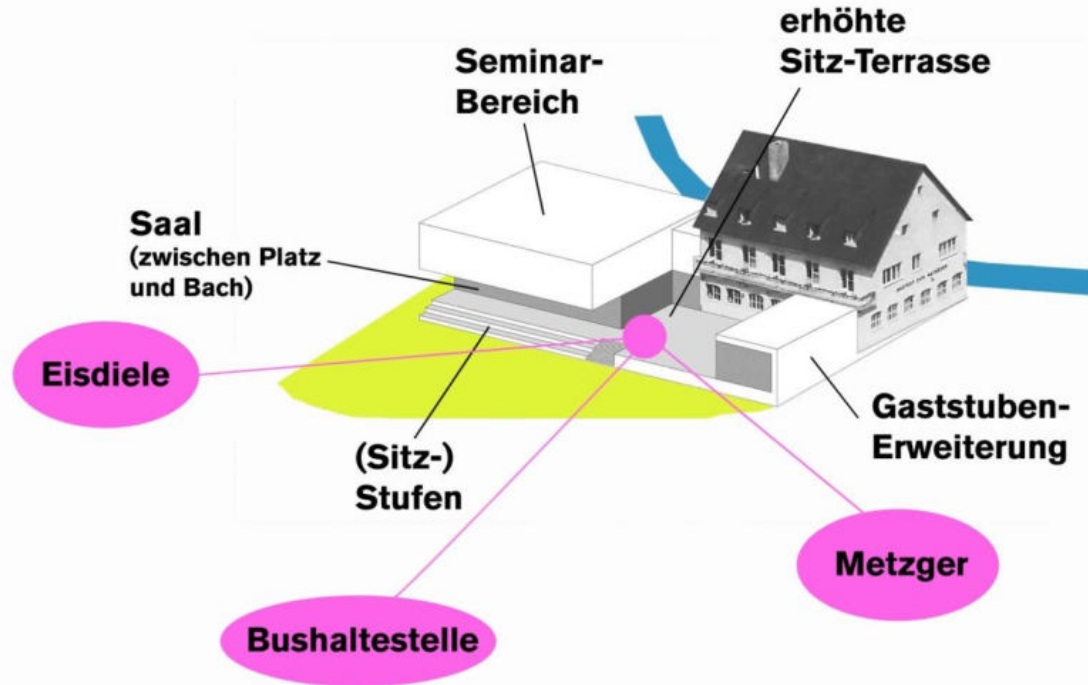 erhöhte
Sitz-Terrasse
Seminar-
Bereich
Saal
(zwischen Platz
und Bach)
Eisdiele
(Sitz-)
Stufen
Gaststuben-
Erweiterung
Metzger
Bushaltestelle